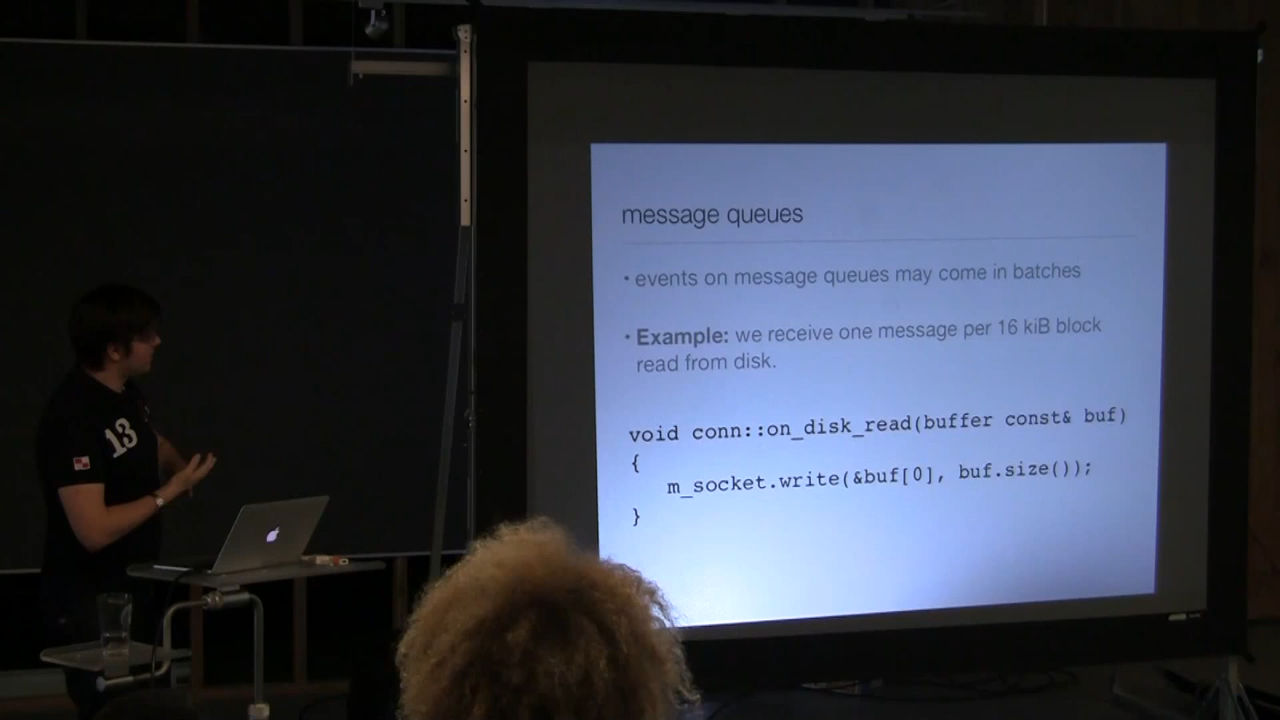 message queues
• events on message queues may come in batches
• Example: we receive one message per 16 kiB block
read from disk.
void conn::on_disk_read(buffer const& buf)
{
m_socket.write(&buf[0], buf.size());
}
13